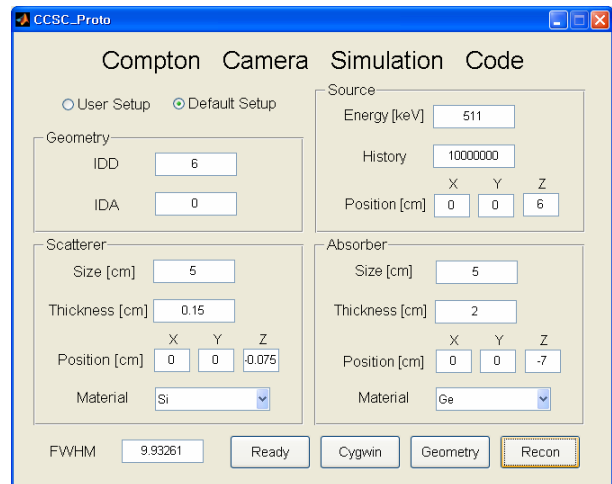 CCSC_Proto
Compton Camera Simulation Code
User Setup Default Setup
Geometry
IDD 6
IDA 0
Source
Energy [keV] 511
History 10000000
X Y Z
Position [cm] 0 0 6
Scatterer
Size [cm] 5
Thickness [cm] 0.15
X Y Z
Position [cm] 0 0 -0.075
Material Si
Absorber
Size [cm] 5
Thickness [cm] 2
X Y Z
Position [cm] 0 0 -7
Material Ge
FWHM 9.93261 Ready Cygwin Geometry Recon